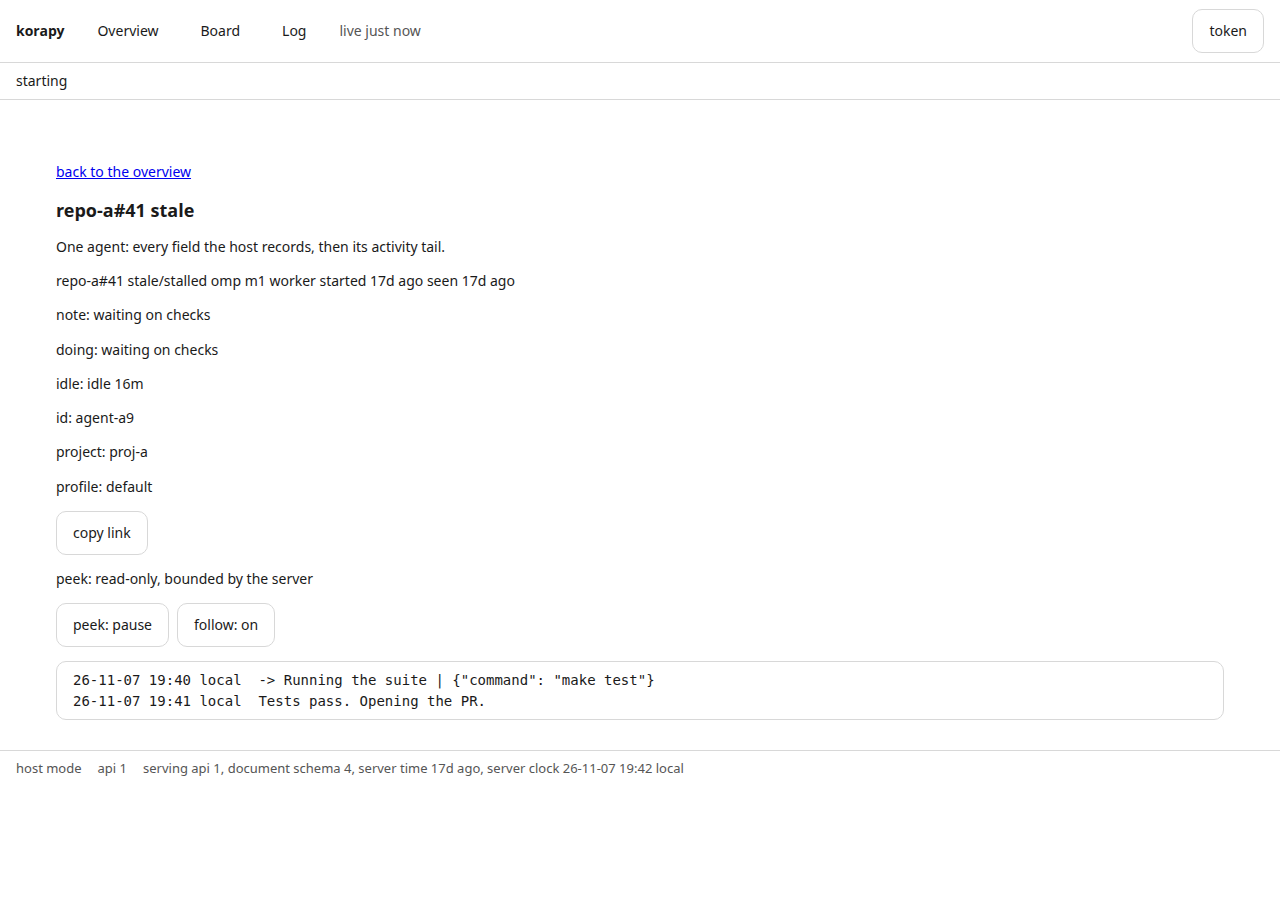 korapy Overview Board Log live just now token
starting
back to the overview
repo-a#41 stale
One agent: every field the host records, then its activity tail.
repo-a#41 stale/stalled omp m1 worker started 17d ago seen 17d ago
note: waiting on checks
doing: waiting on checks
idle: idle 16m
id: agent-a9
project: proj-a
profile: default
copy link
peek: read-only, bounded by the server
peek: pause follow: on
26-11-07 19:40 local  -> Running the suite | {"command": "make test"}
26-11-07 19:41 local  Tests pass. Opening the PR.
host mode api 1 serving api 1, document schema 4, server time 17d ago, server clock 26-11-07 19:42 local